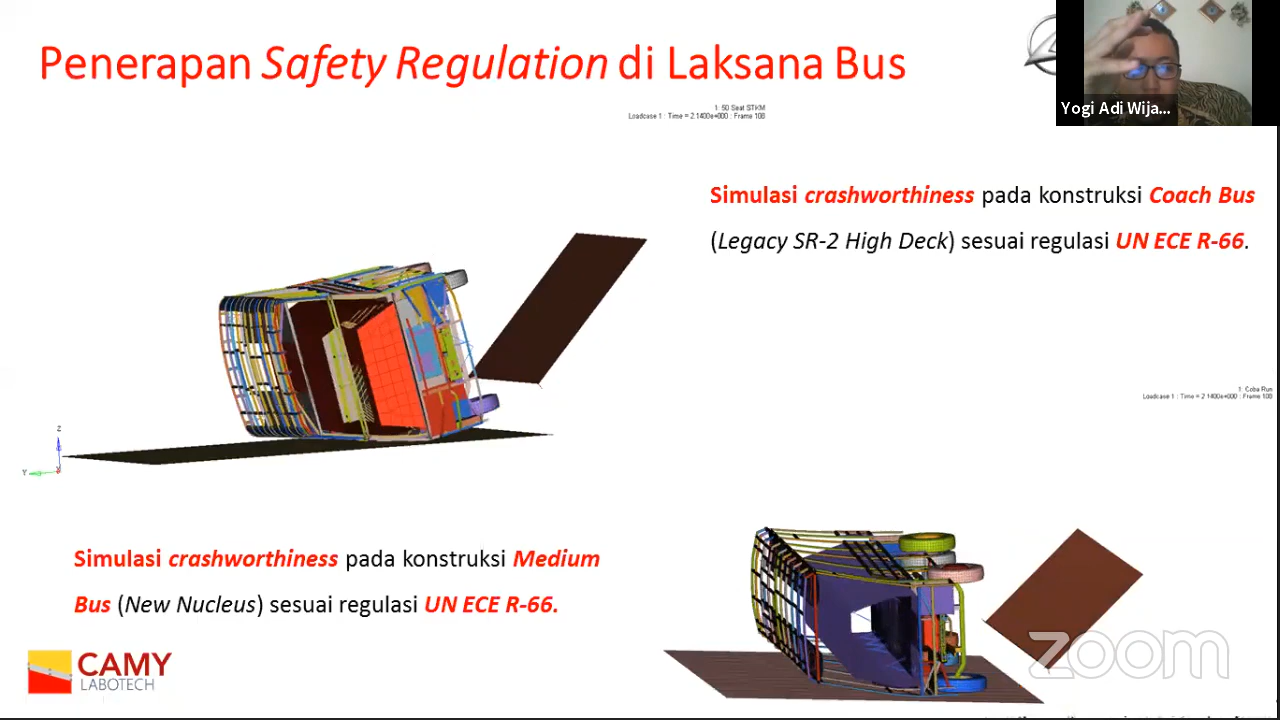 Penerapan Safety Regulation di Laksana Bus
Yogi Adi Wija...
1: 50 Seat STKM
Loadcase 1 : Time = 2.1400e+000 : Frame 108
Simulasi crashworthiness pada konstruksi Coach Bus
(Legacy SR-2 High Deck) sesuai regulasi UN ECE R-66.
1: Coba Run
Loadcase 1 : Time = 2.1400e+000 : Frame 108
Z
Y
X
Simulasi crashworthiness pada konstruksi Medium
Bus (New Nucleus) sesuai regulasi UN ECE R-66.
CAMY
LABOTECH
zoom